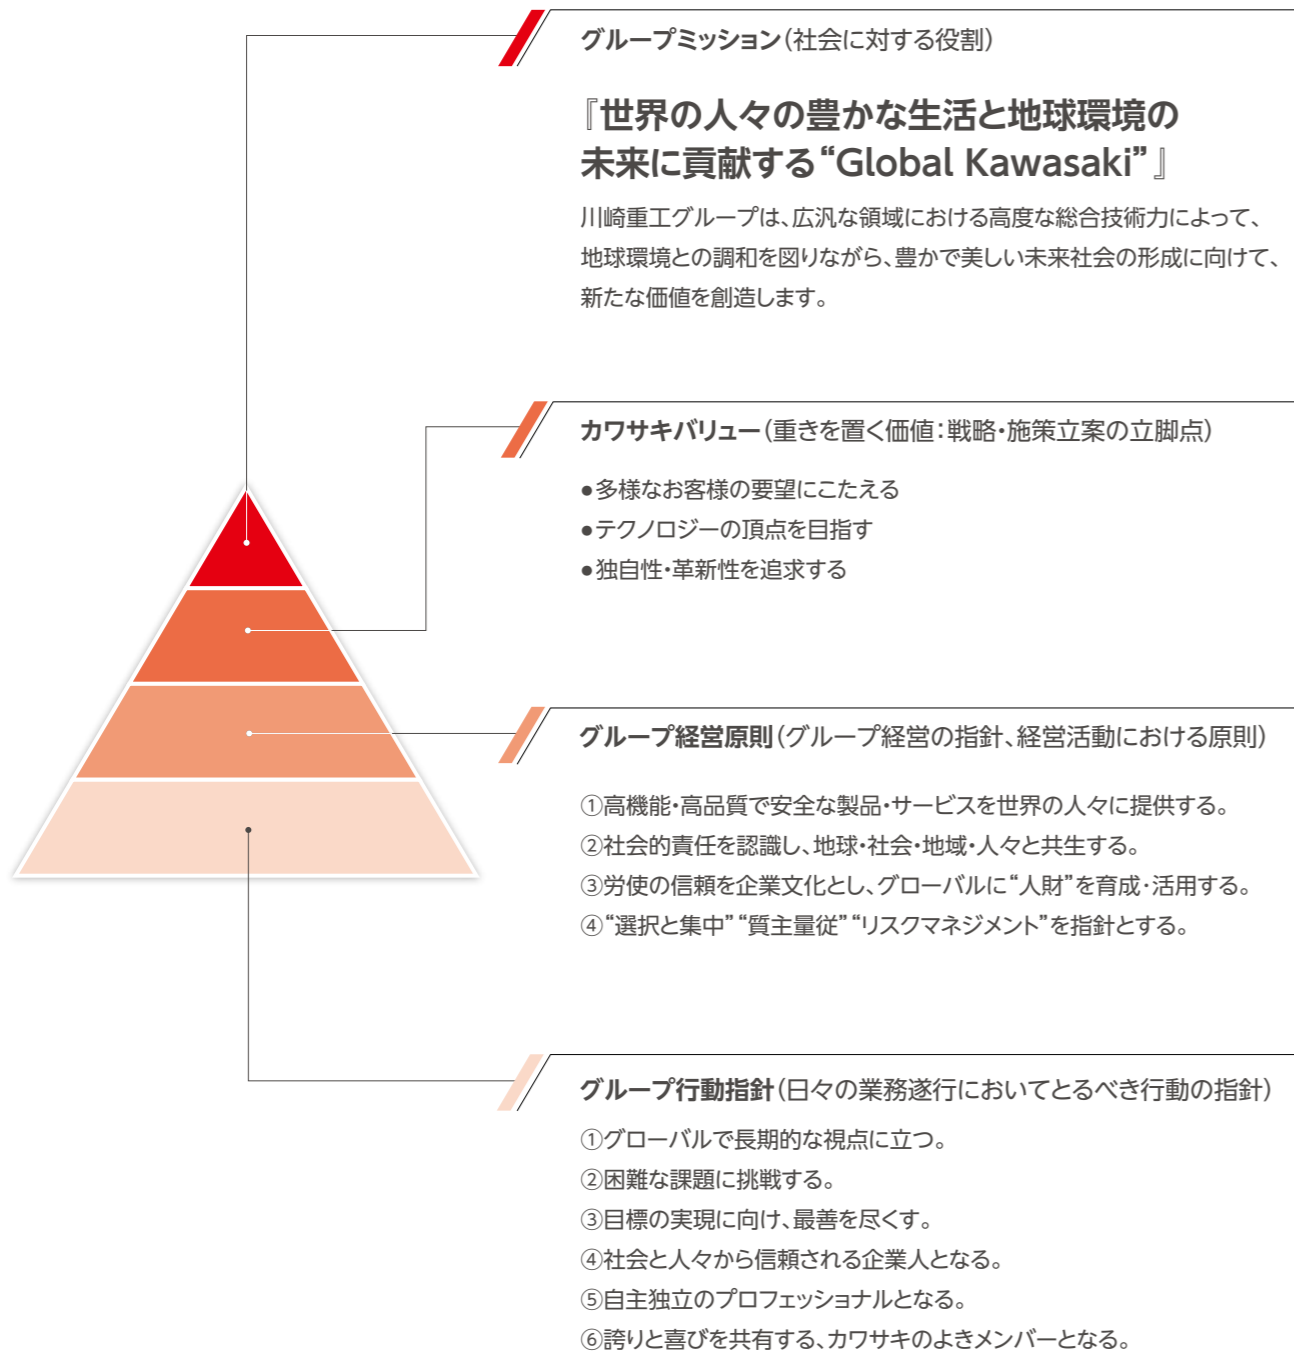 グループミッション(社会に対する役割)
『世界の人々の豊かな生活と地球環境の
未来に貢献する“Global Kawasaki”』
川崎重工グループは、広汎な領域における高度な総合技術力によって、
地球環境との調和を図りながら、豊かで美しい未来社会の形成に向けて、
新たな価値を創造します。
カワサキバリュー(重きを置く価値:戦略・施策立案の立脚点)
●多様なお客様の要望にこたえる
●テクノロジーの頂点を目指す
●独自性・革新性を追求する
グループ経営原則(グループ経営の指針、経営活動における原則)
①高機能・高品質で安全な製品・サービスを世界の人々に提供する。
②社会的責任を認識し、地球・社会・地域・人々と共生する。
③労使の信頼を企業文化とし、グローバルに“人財”を育成・活用する。
④“選択と集中”“質主量従”“リスクマネジメント”を指針とする。
グループ行動指針(日々の業務遂行においてとるべき行動の指針)
①グローバルで長期的な視点に立つ。
②困難な課題に挑戦する。
③目標の実現に向け、最善を尽くす。
④社会と人々から信頼される企業人となる。
⑤自主独立のプロフェッショナルとなる。
⑥誇りと喜びを共有する、カワサキのよきメンバーとなる。